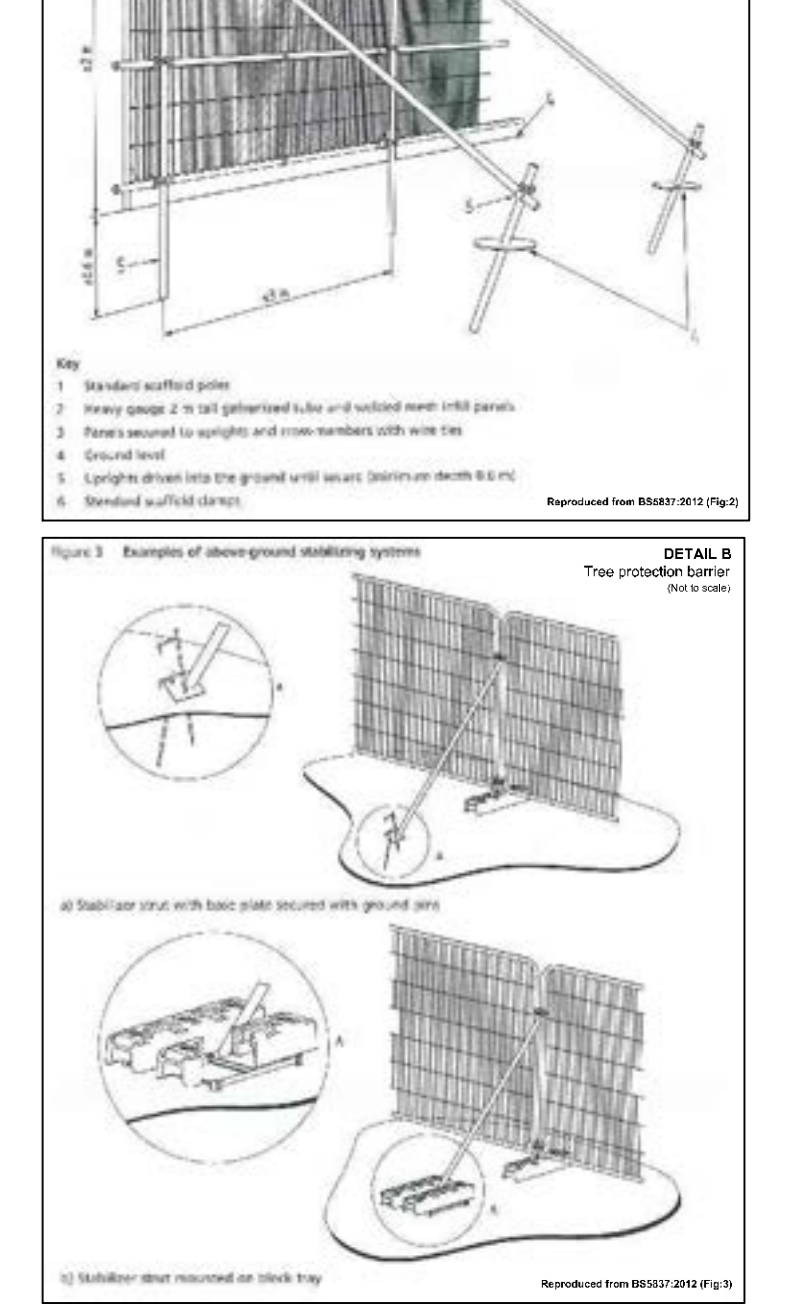 Key
1 Standard scaffold poles
2 Heavy gauge 2 m tall galvanized tube and welded mesh infill panels
3 Panels secured to uprights and cross-members with wire ties
4 Ground level
5 Uprights driven into the ground until secure (minimum depth 0.6 m)
6 Standard scaffold clamps
Reproduced from BS5837:2012 (Fig:2)
Figure 3 Examples of above-ground stabilizing systems
DETAIL B
Tree protection barrier
(Not to scale)
A
A
a) Stabilizer strut with base plate secured with ground pins
A
A
b) Stabilizer strut mounted on block tray
Reproduced from BS5837:2012 (Fig:3)